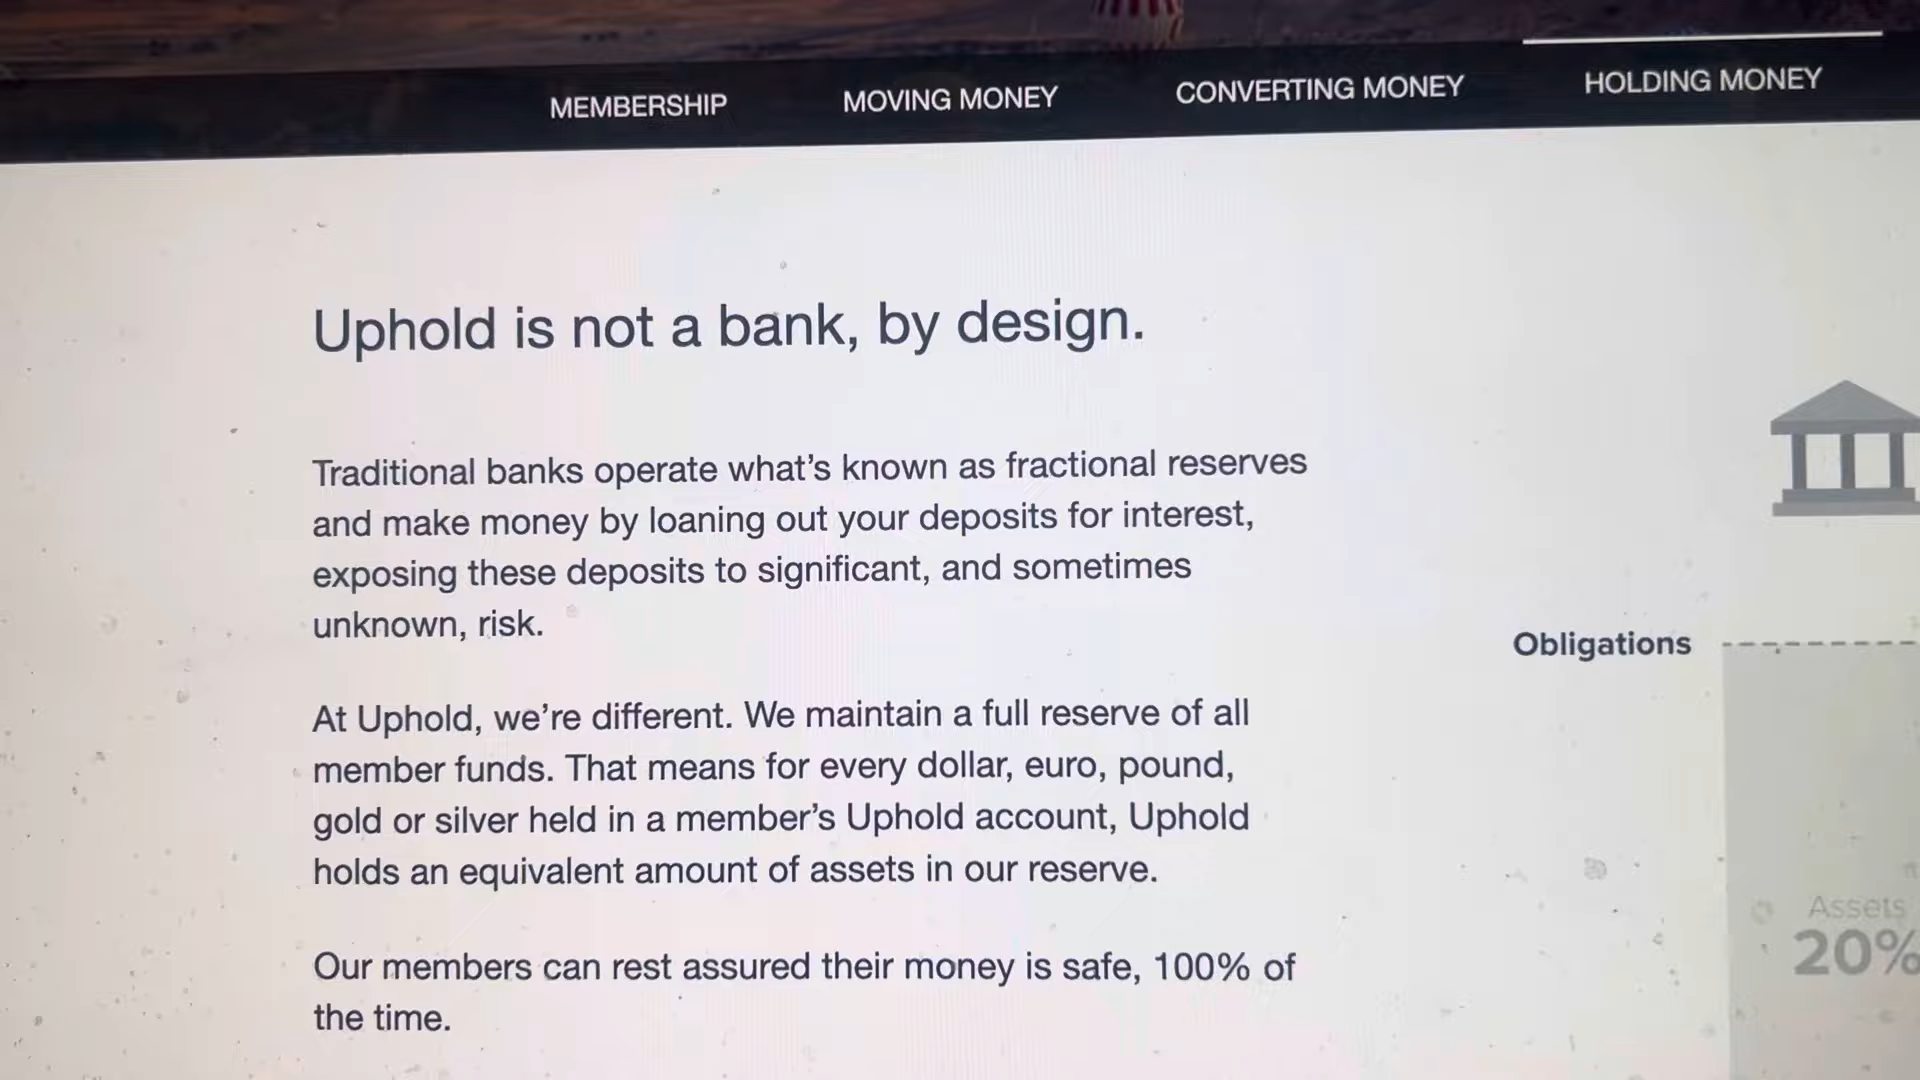 MEMBERSHIP
MOVING MONEY
CONVERTING MONEY
HOLDING MONEY
Uphold is not a bank, by design.
Traditional banks operate what’s known as fractional reserves
and make money by loaning out your deposits for interest,
exposing these deposits to significant, and sometimes
unknown, risk.
At Uphold, we’re different. We maintain a full reserve of all
member funds. That means for every dollar, euro, pound,
gold or silver held in a member’s Uphold account, Uphold
holds an equivalent amount of assets in our reserve.
Our members can rest assured their money is safe, 100% of
the time.
Obligations
Assets
20%